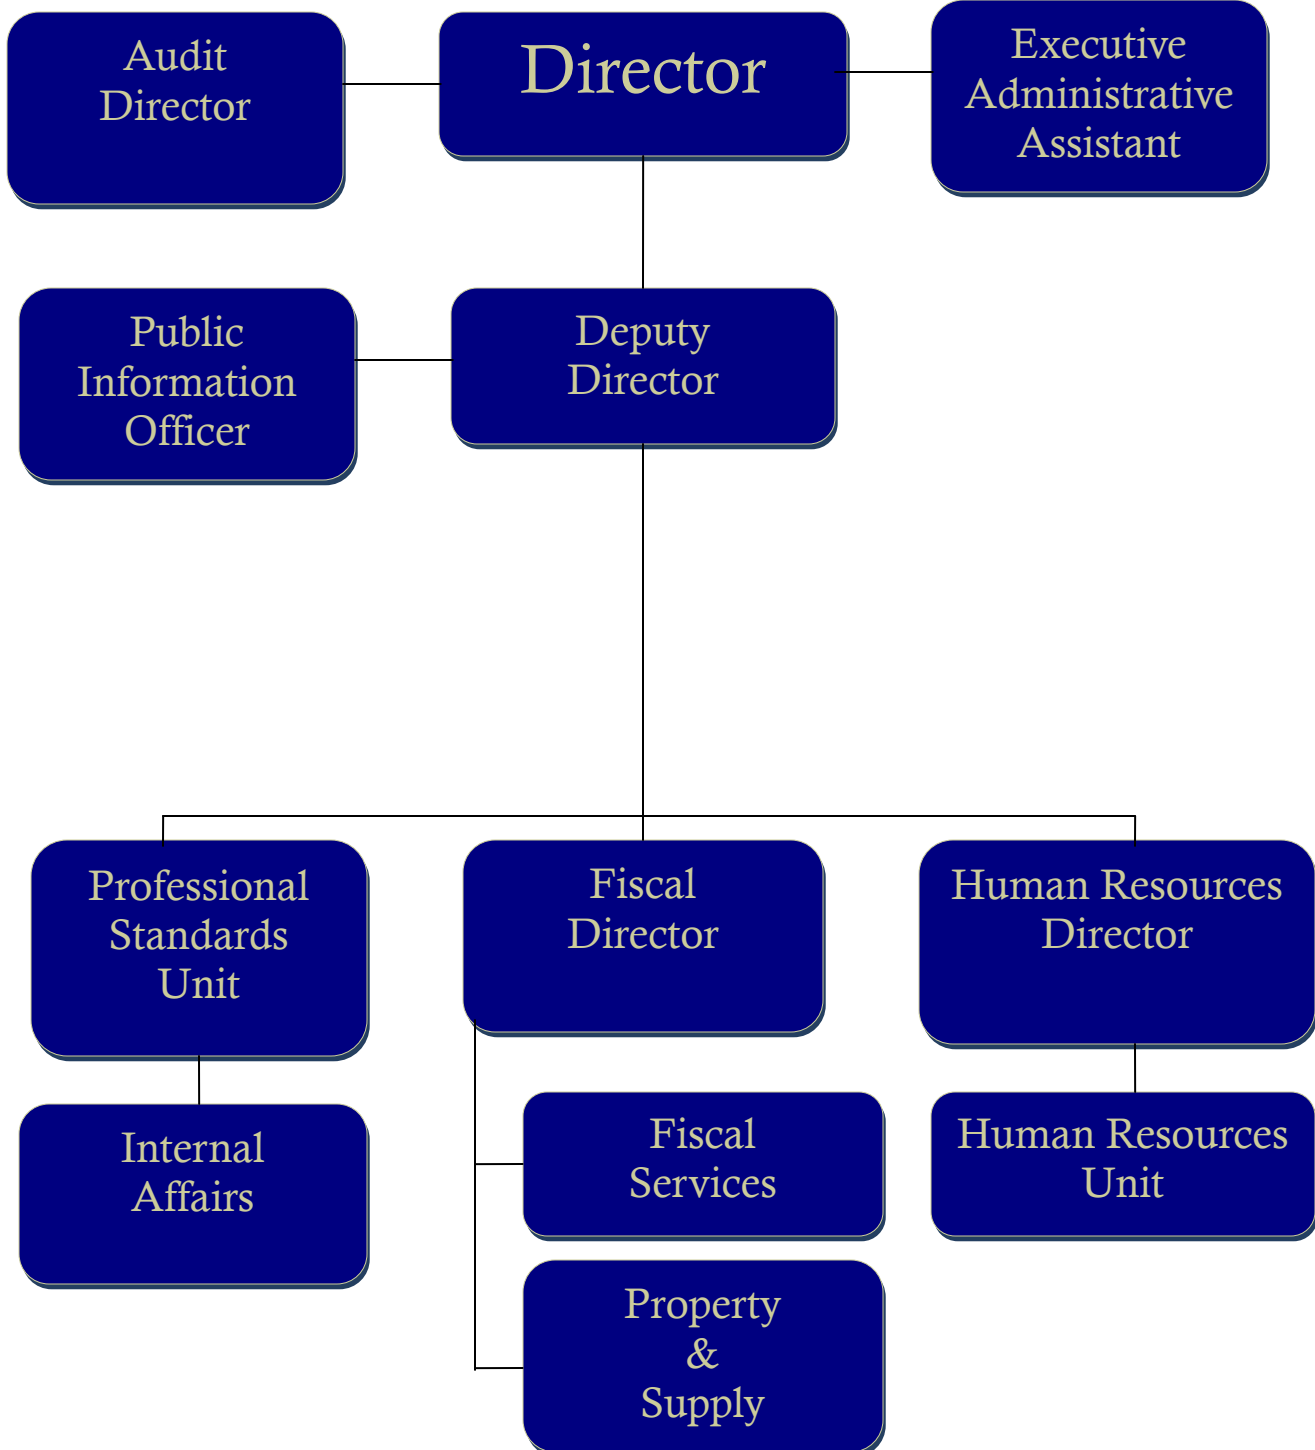 Audit
Director
Director
Executive
Administrative
Assistant
Public
Information
Officer
Deputy
Director
Professional
Standards
Unit
Fiscal
Director
Human Resources
Director
Internal
Affairs
Fiscal
Services
Human Resources
Unit
Property
&
Supply